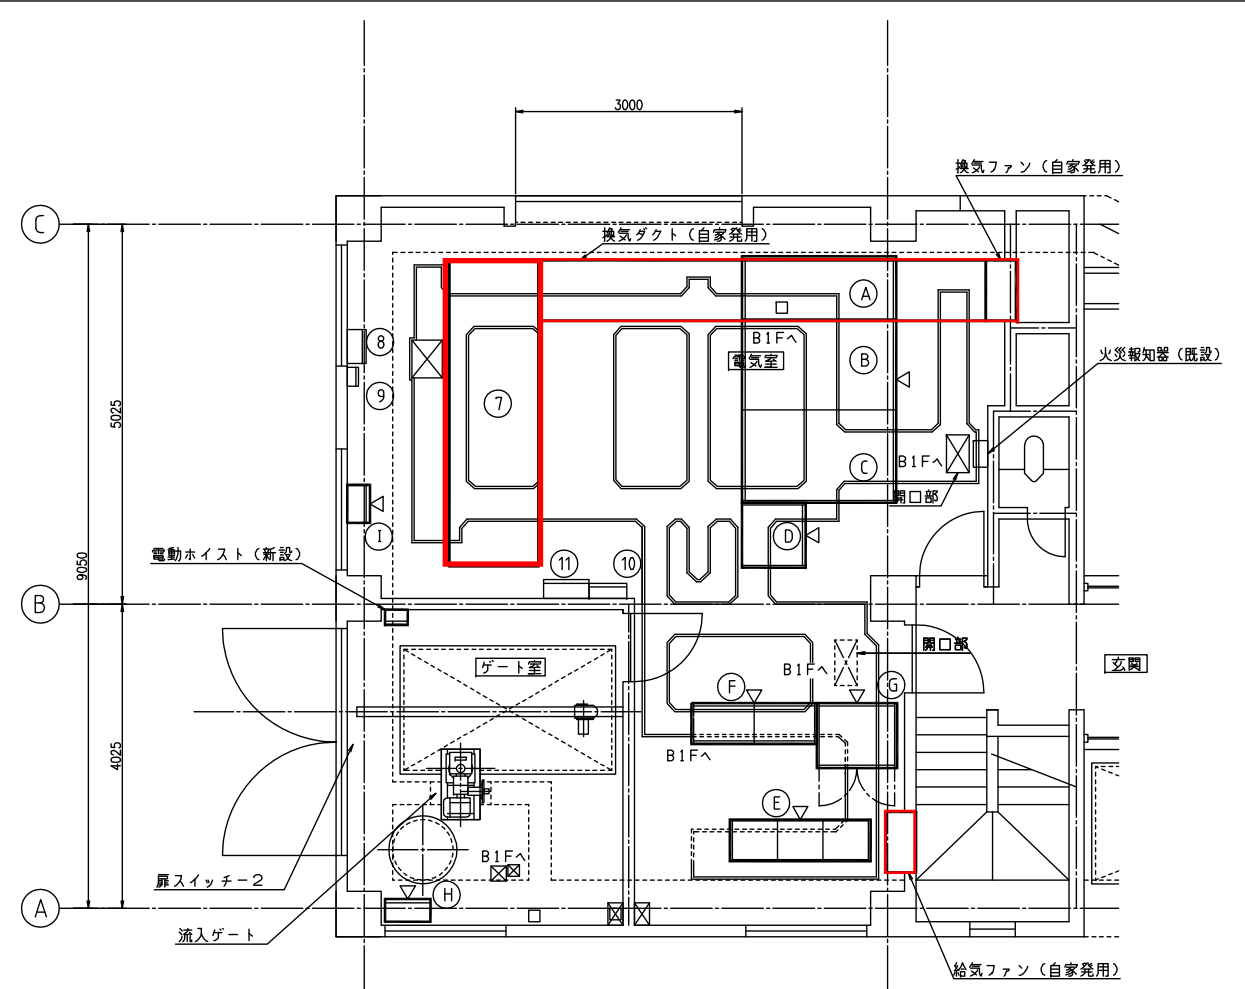 3000
換気ファン（自家発用）
C
換気ダクト（自家発用）
A
8
B1Fへ
電気室
B
火災報知器（既設）
9
7
5025
C
B1Fへ
開口部
I
D
電動ホイスト（新設）
11
10
9050
B
開口部
ゲート室
B1Fへ
玄関
F
G
4025
B1Fへ
E
B1Fへ
扉スイッチー2
H
A
流入ゲート
給気ファン（自家発用）